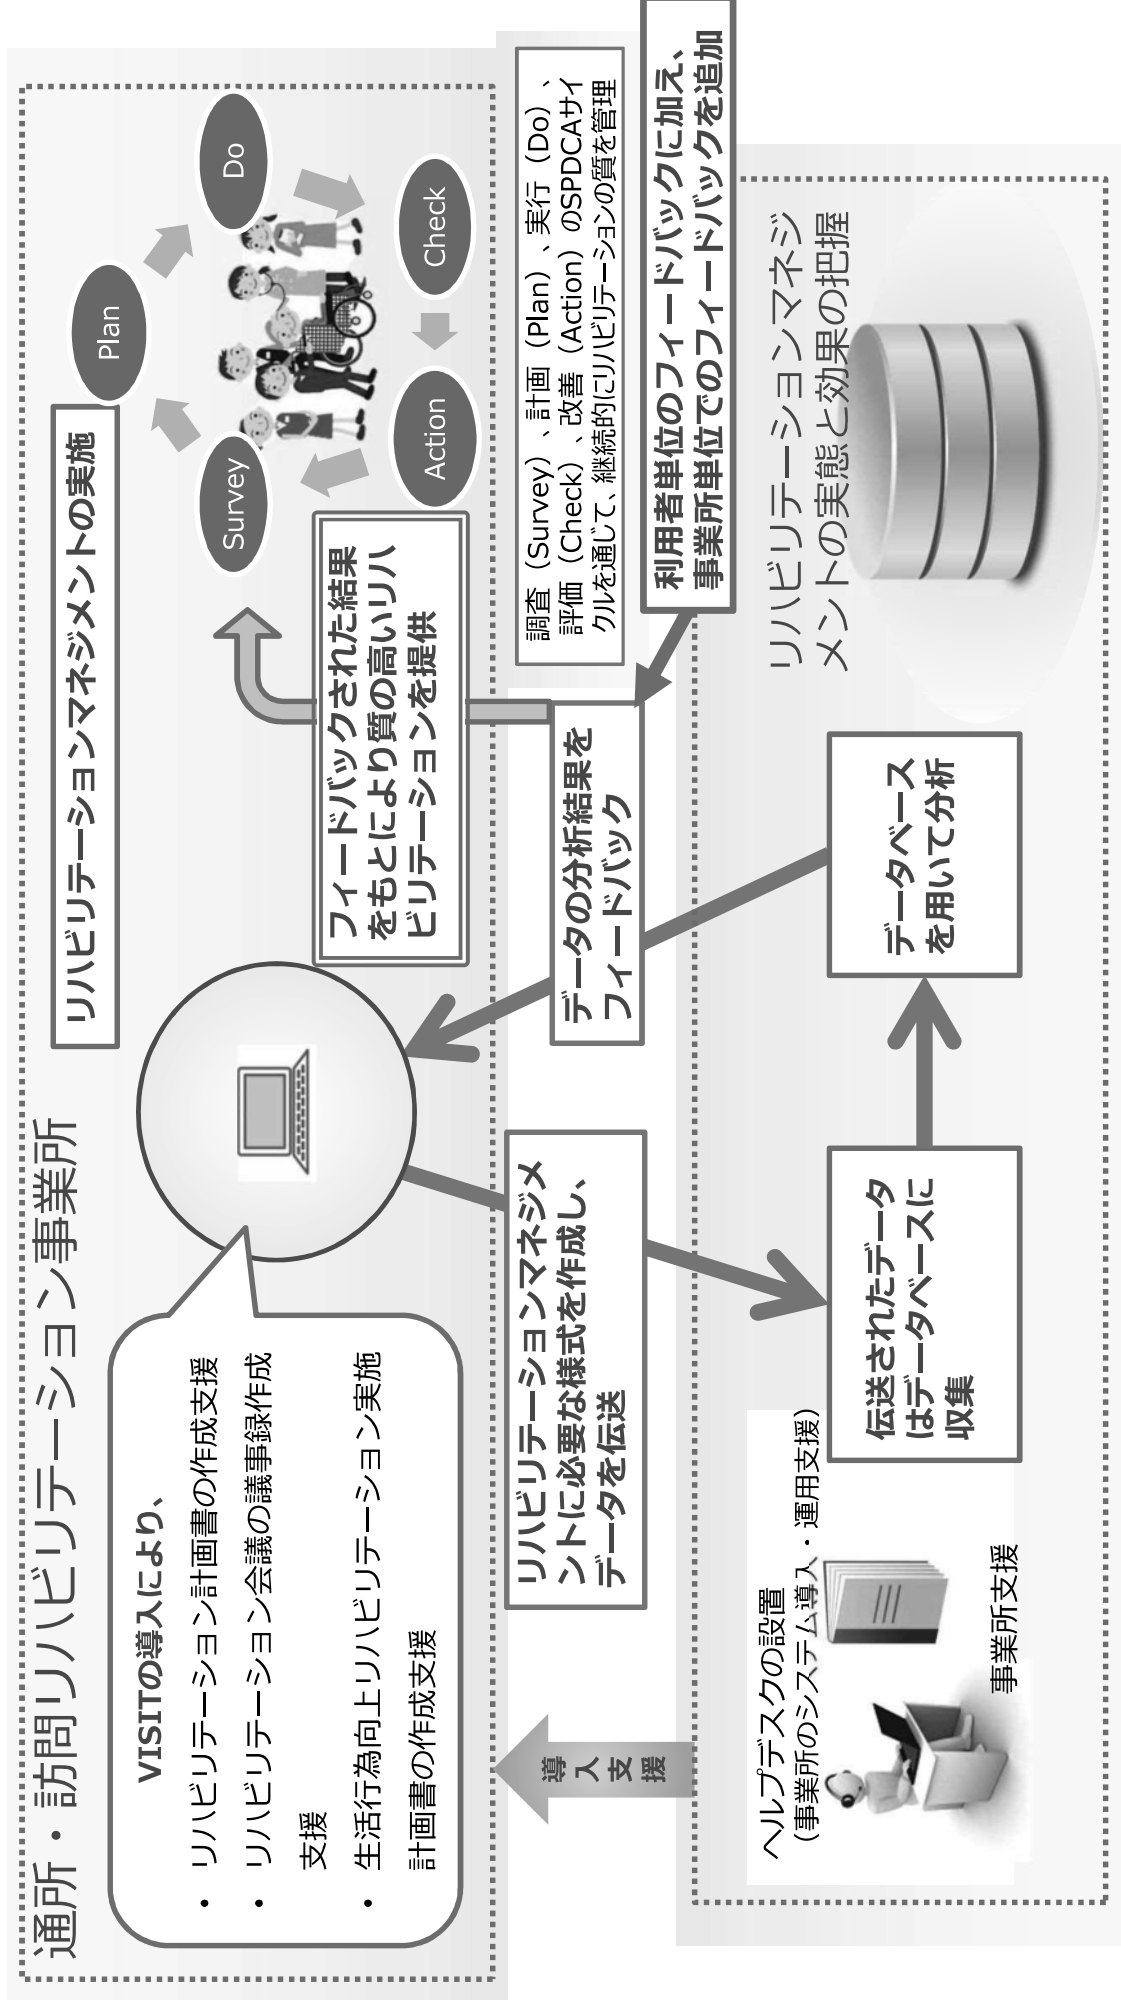 通所・訪問リハビリテーション事業所
VISITの導入により、
・ リハビリテーション計画書の作成支援
・ リハビリテーション会議の議事録作成
支援
・ 生活行為向上リハビリテーション実施
計画書の作成支援
リハビリテーションマネジメントの実施
Survey
Plan
Do
Check
Action
フィードバックされた結果
をもとにより質の高いリハ
ビリテーションを提供
調査（Survey）、計画（Plan）、実行（Do）、
評価（Check）、改善（Action）のSPDCAサイ
クルを通じて、継続的にリハビリテーションの質を管理
導入支援
リハビリテーションマネジメ
ントに必要な様式を作成し、
データを伝送
データの分析結果を
フィードバック
利用者単位のフィードバックに加え、
事業所単位でのフィードバックを追加
ヘルプデスクの設置
（事業所のシステム導入・運用支援）
事業所支援
伝送されたデータ
はデータベースに
収集
データベース
を用いて分析
リハビリテーションマネジ
メントの実態と効果の把握